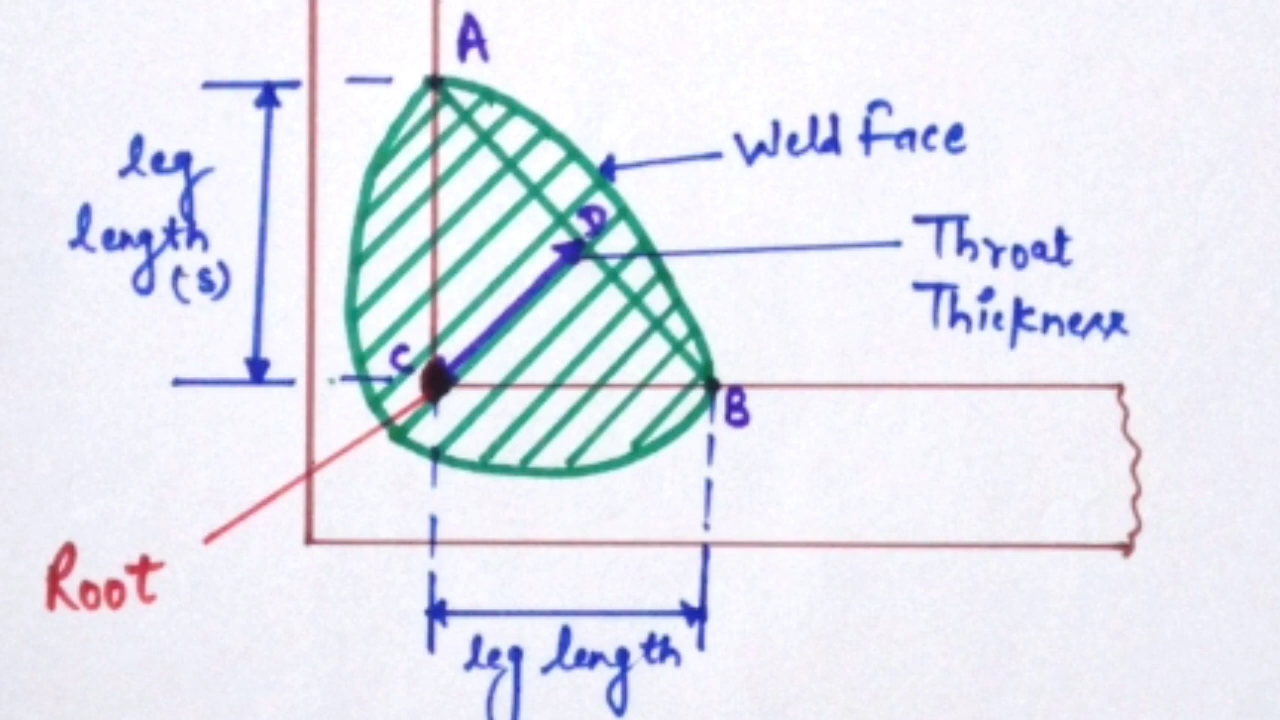 A
Weld face
leg
length
(s)
D
Throat
Thickness
C
B
Root
leg length